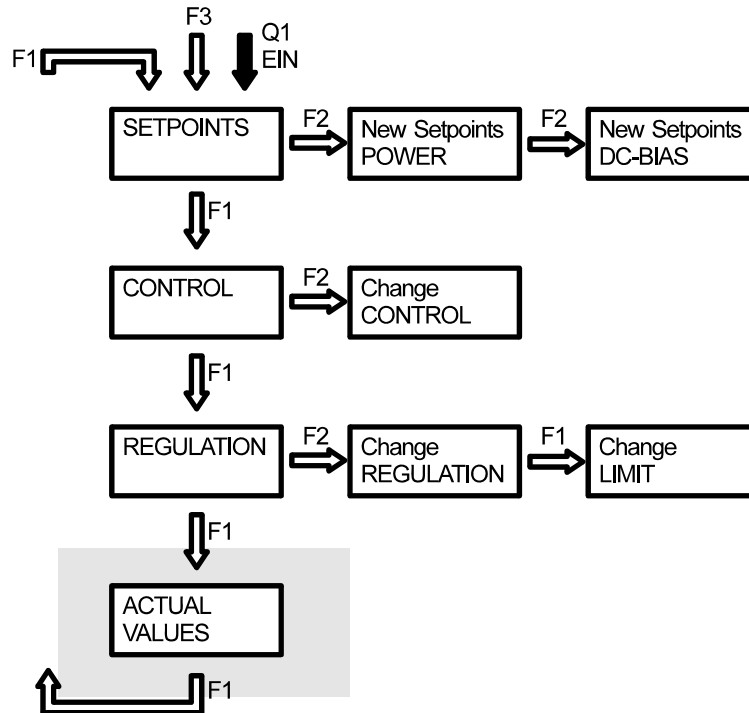 F3
Q1
EIN
F1
SETPOINTS
F2
New Setpoints
POWER
F2
New Setpoints
DC-BIAS
F1
CONTROL
F2
Change
CONTROL
F1
REGULATION
F2
Change
REGULATION
F1
Change
LIMIT
F1
ACTUAL
VALUES
F1